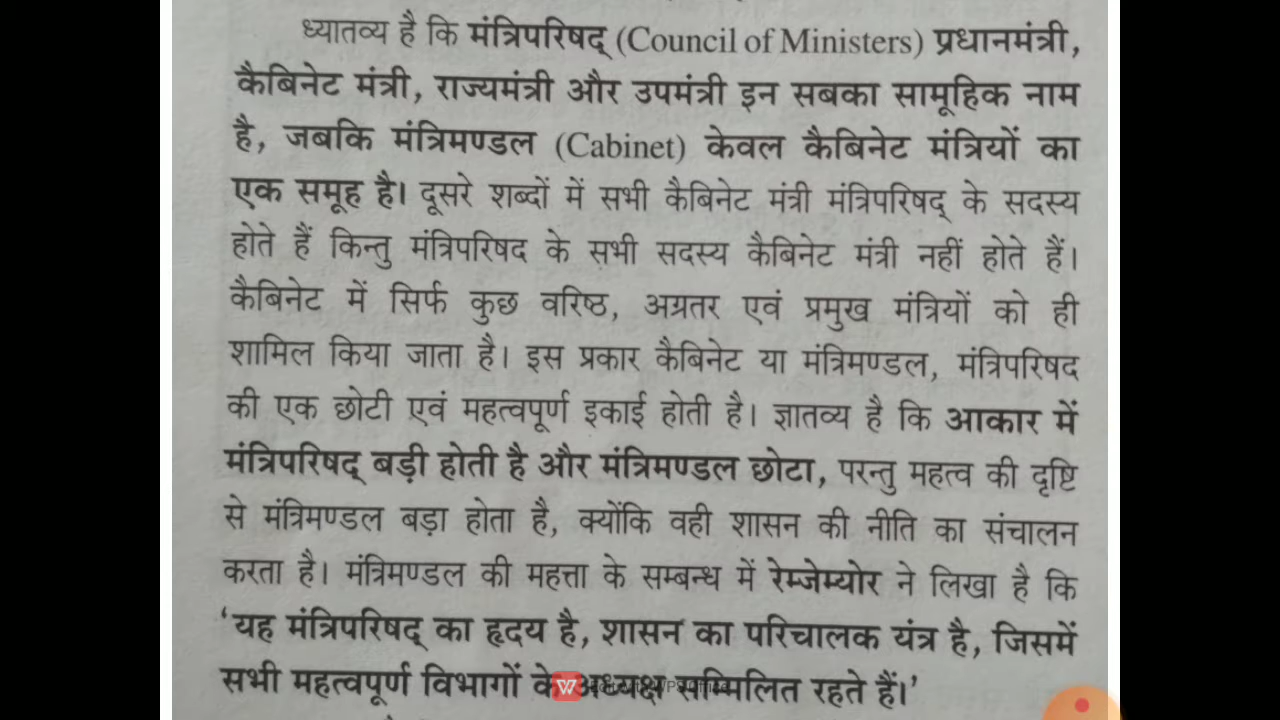 ध्यातव्य है कि मंत्रिपरिषद् (Council of Ministers) प्रधानमंत्री,
कैबिनेट मंत्री, राज्यमंत्री और उपमंत्री इन सबका सामूहिक नाम
है, जबकि मंत्रिमण्डल (Cabinet) केवल कैबिनेट मंत्रियों का
एक समूह है। दूसरे शब्दों में सभी कैबिनेट मंत्री मंत्रिपरिषद् के सदस्य
होते हैं किन्तु मंत्रिपरिषद के सभी सदस्य कैबिनेट मंत्री नहीं होते हैं।
कैबिनेट में सिर्फ कुछ वरिष्ठ, अग्रतर एवं प्रमुख मंत्रियों को ही
शामिल किया जाता है। इस प्रकार कैबिनेट या मंत्रिमण्डल, मंत्रिपरिषद
की एक छोटी एवं महत्वपूर्ण इकाई होती है। ज्ञातव्य है कि आकार में
मंत्रिपरिषद् बड़ी होती है और मंत्रिमण्डल छोटा, परन्तु महत्व की दृष्टि
से मंत्रिमण्डल बड़ा होता है, क्योंकि वही शासन की नीति का संचालन
करता है। मंत्रिमण्डल की महत्ता के सम्बन्ध में रेम्जेम्योर ने लिखा है कि
‘यह मंत्रिपरिषद् का हृदय है, शासन का परिचालक यंत्र है, जिसमें
सभी महत्वपूर्ण विभागों के अध्यक्ष सम्मिलित रहते हैं।’